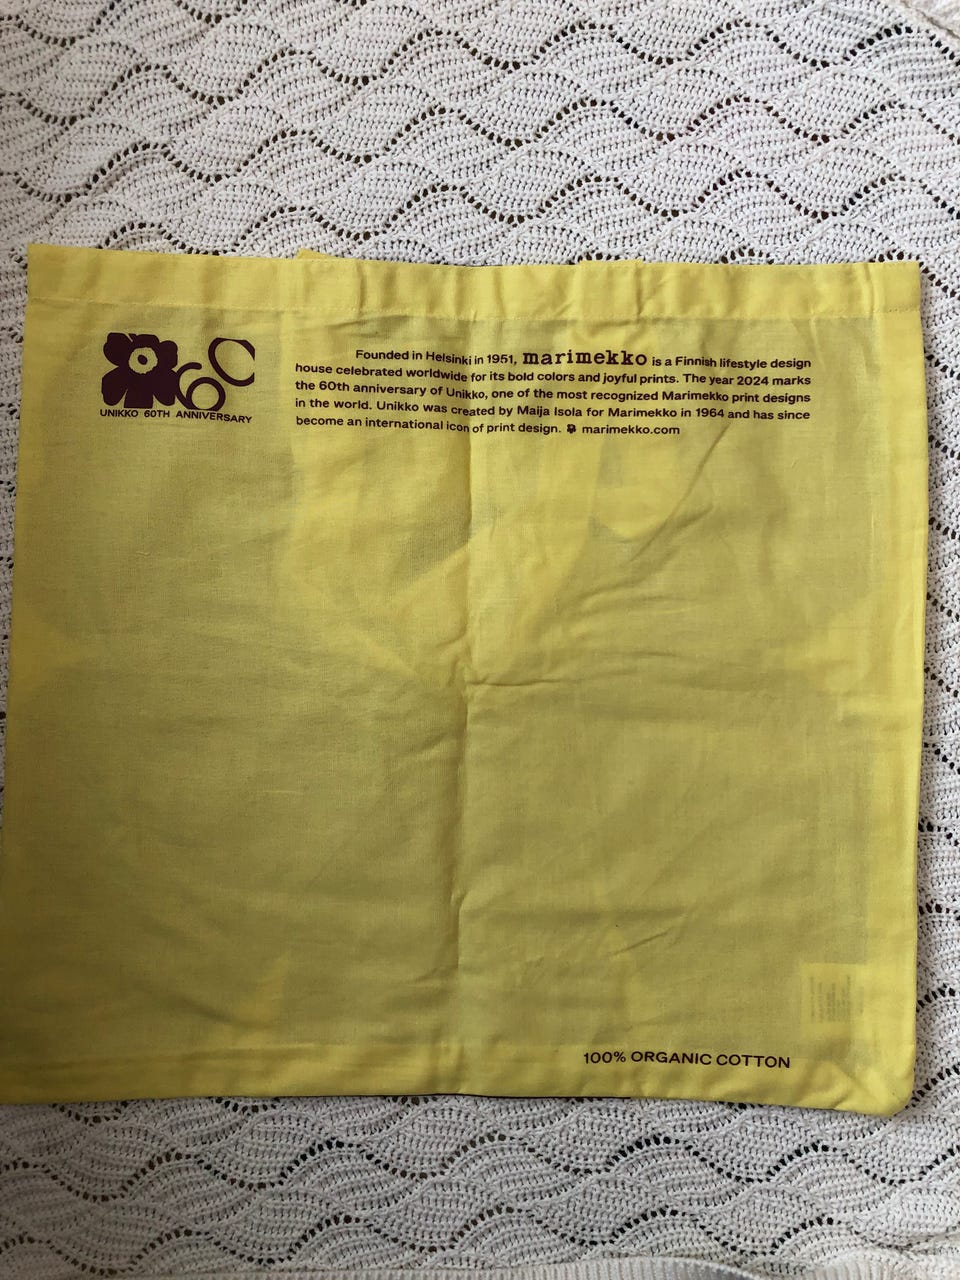 60
UNIKKO 60TH ANNIVERSARY
Founded in Helsinki in 1951, marimekko is a Finnish lifestyle design
house celebrated worldwide for its bold colors and joyful prints. The year 2024 marks
the 60th anniversary of Unikko, one of the most recognized Marimekko print designs
in the world. Unikko was created by Maija Isola for Marimekko in 1964 and has since
become an international icon of print design. marimekko.com
100% ORGANIC COTTON